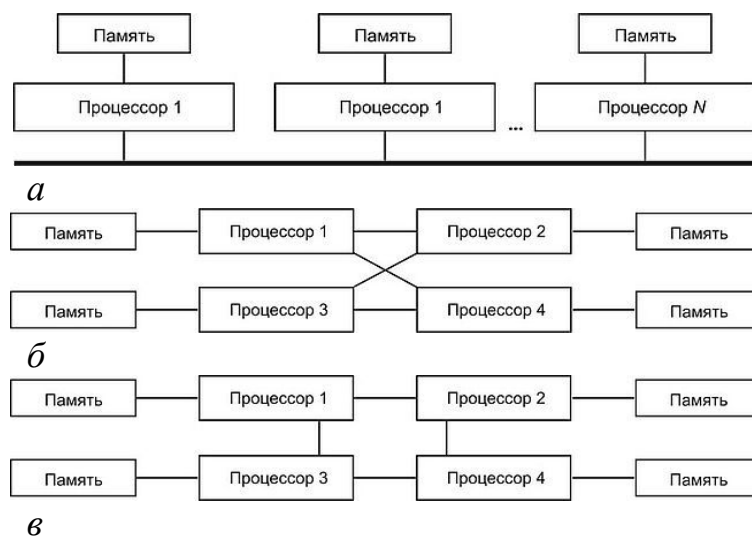 Память Память Память
Процессор 1 Процессор 1 ... Процессор N
а
Память Процессор 1 Процессор 2 Память
Память Процессор 3 Процессор 4 Память
б
Память Процессор 1 Процессор 2 Память
Память Процессор 3 Процессор 4 Память
в